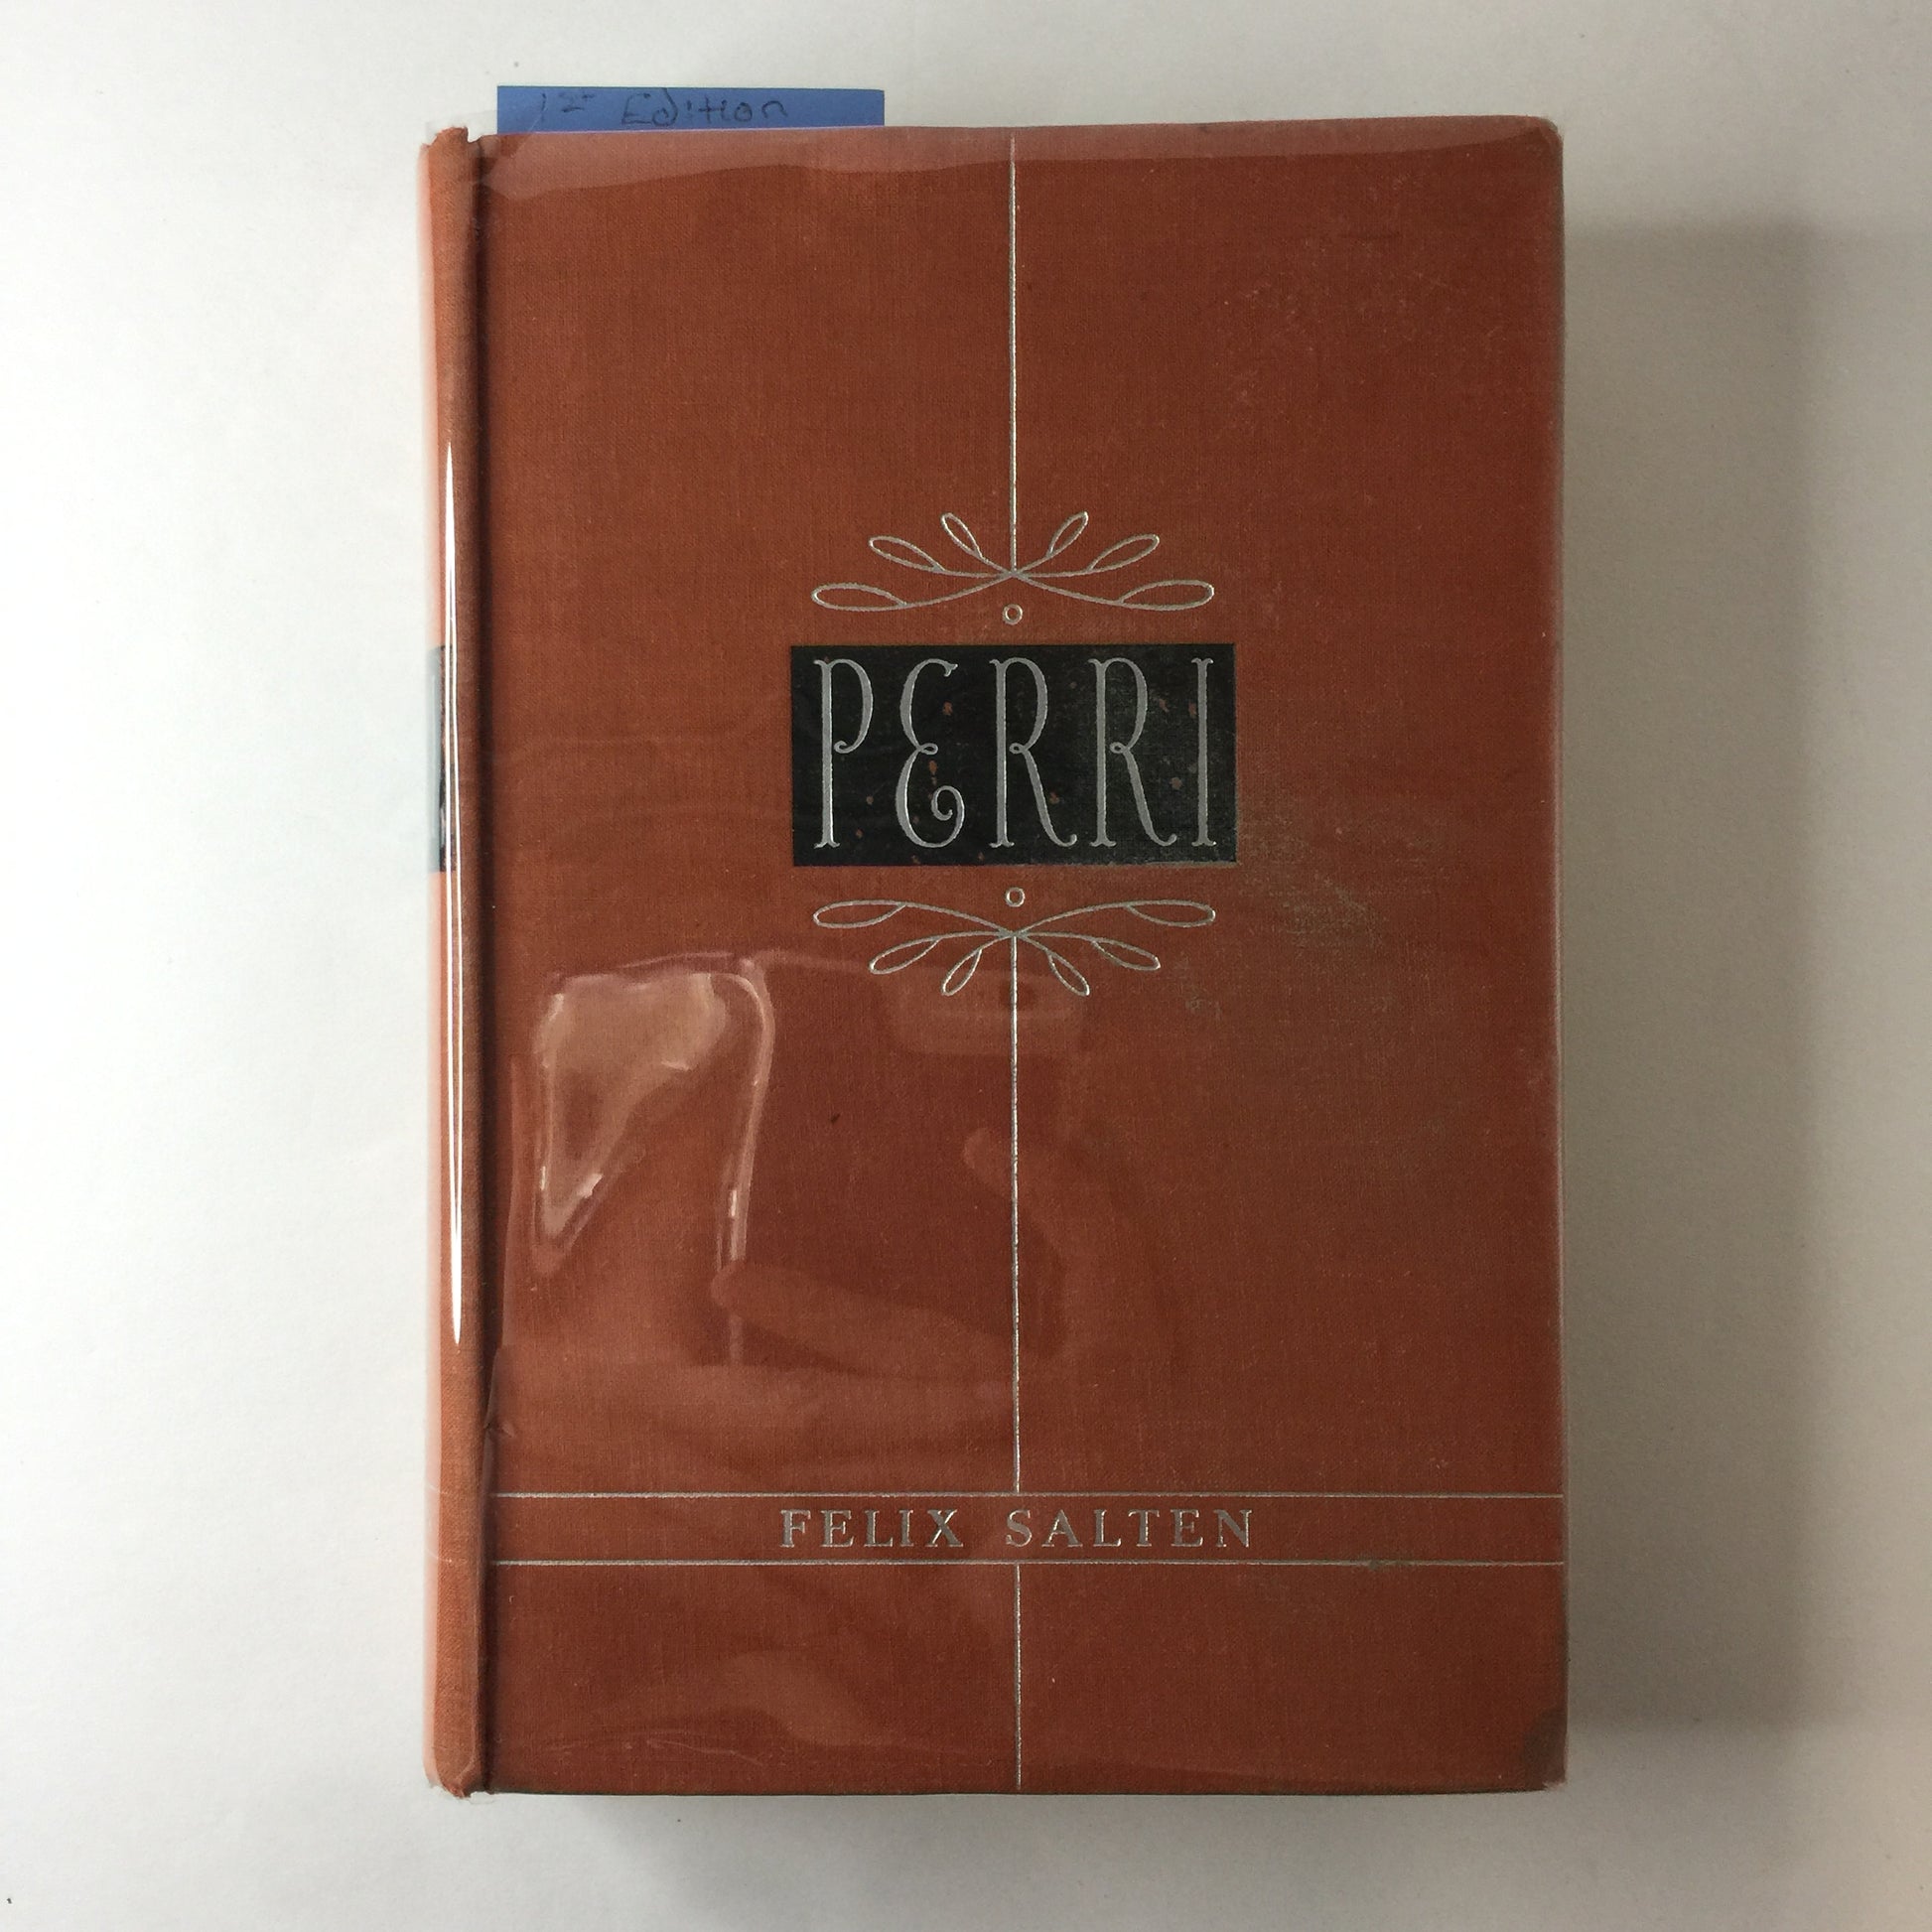 1st Edition
PERRI
FELIX SALTEN